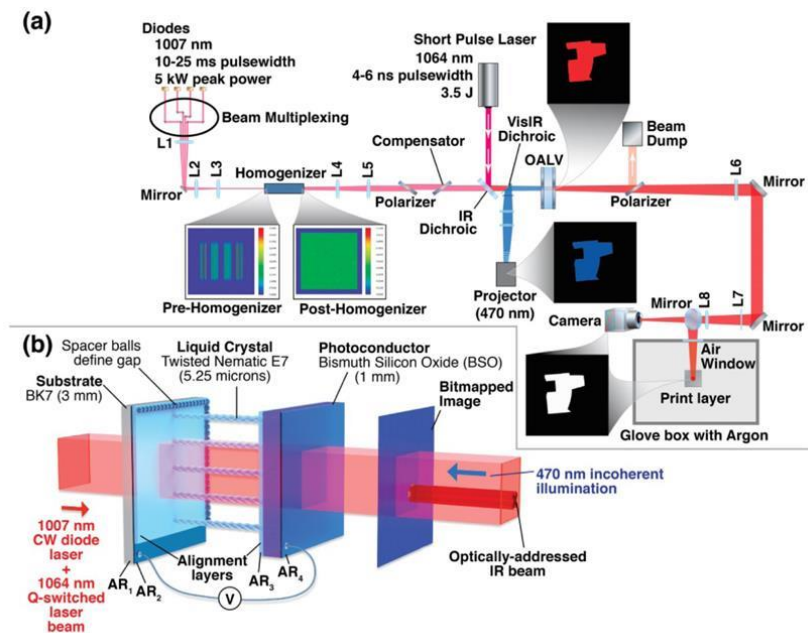 (a)
Diodes
1007 nm
10-25 ms pulsewidth
5 kW peak power
Beam Multiplexing
L1
L2
L3
Mirror
Homogenizer
Pre-Homogenizer
Post-Homogenizer
L4
L5
Polarizer
Compensator
Short Pulse Laser
1064 nm
4-6 ns pulsewidth
3.5 J
IR
Dichroic
VisIR
Dichroic
OALV
Projector
(470 nm)
Beam
Dump
Polarizer
L6
Mirror
Mirror
L7
L8
Mirror
Camera
Air
Window
Print layer
Glove box with Argon
(b)
Spacer balls
define gap
Substrate
BK7 (3 mm)
Liquid Crystal
Twisted Nematic E7
(5.25 microns)
Photoconductor
Bismuth Silicon Oxide (BSO)
(1 mm)
Bitmapped
Image
470 nm incoherent
illumination
Optically-addressed
IR beam
1007 nm
CW diode
laser
+
1064 nm
Q-switched
laser
beam
Alignment
layers
AR1
AR2
AR3
AR4
V